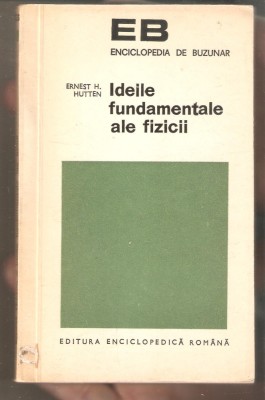 EB
ENCICLOPEDIA DE BUZUNAR
ERNEST H.
HUTTEN
Ideile
fundamentale
ale fizicii
EDITURA ENCICLOPEDICĂ ROMÂNĂ